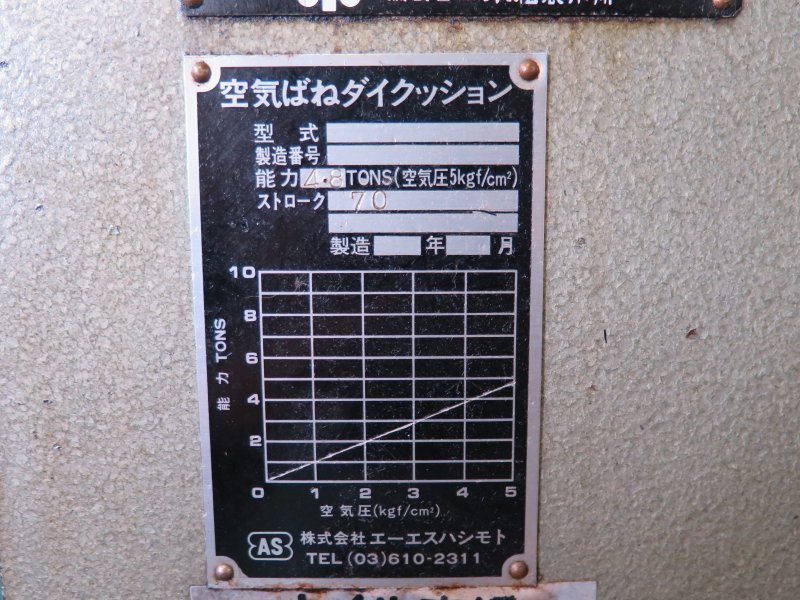 空気ばねダイクッション
型式
製造番号
能力 4.8 TONS(空気圧5kgf/cm²)
ストローク 70
製造 年 月
10
8
6
4
2
能力 TONS
0 1 2 3 4 5
空気圧(kgf/cm²)
AS 株式会社 エーエスハシモト
TEL (03)610-2311